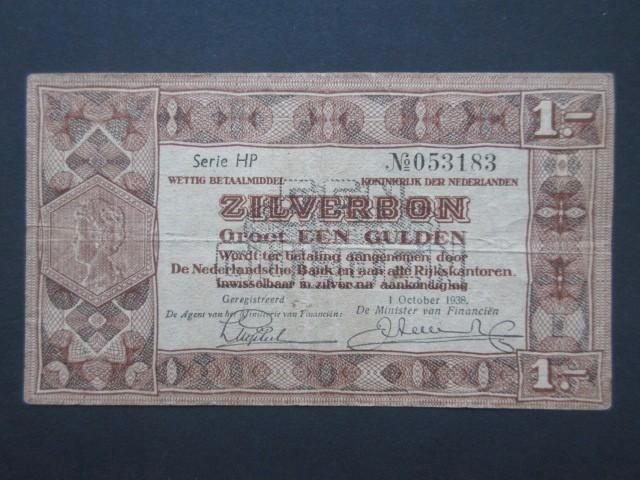 1.-
Serie HP № 053183
WETTIG BETAALMIDDEL KONINKRIJK DER NEDERLANDEN
ZILVERBON
Groot EEN GULDEN
Wordt ter betaling aangenomen door
De Nederlandsche Bank en aan alle Rijkskantoren.
Inwisselbaar in zilver na aankondiging
Geregistreerd 1 October 1938,
De Agent van het Ministerie van Financiën: De Minister van Financiën
1.-